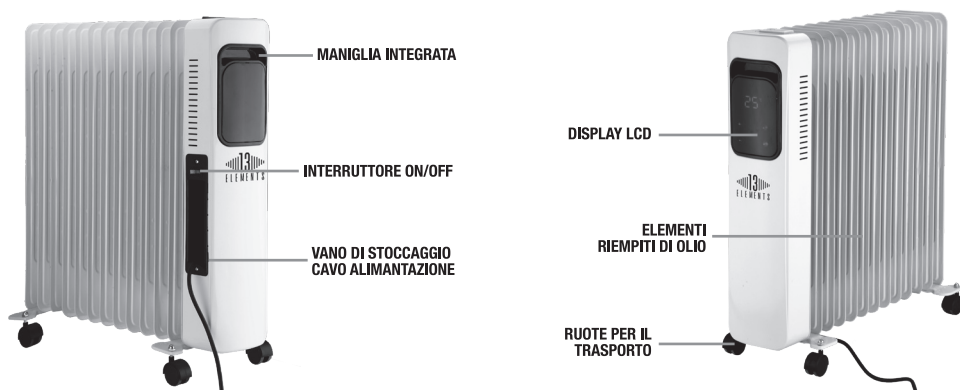 MANIGLIA INTEGRATA
INTERRUTTORE ON/OFF
VANO DI STOCCAGGIO
CAVO ALIMANTAZIONE
13
ELEMENTS
DISPLAY LCD
ELEMENTI
RIEMPITI DI OLIO
RUOTE PER IL
TRASPORTO
25°
13
ELEMENTS